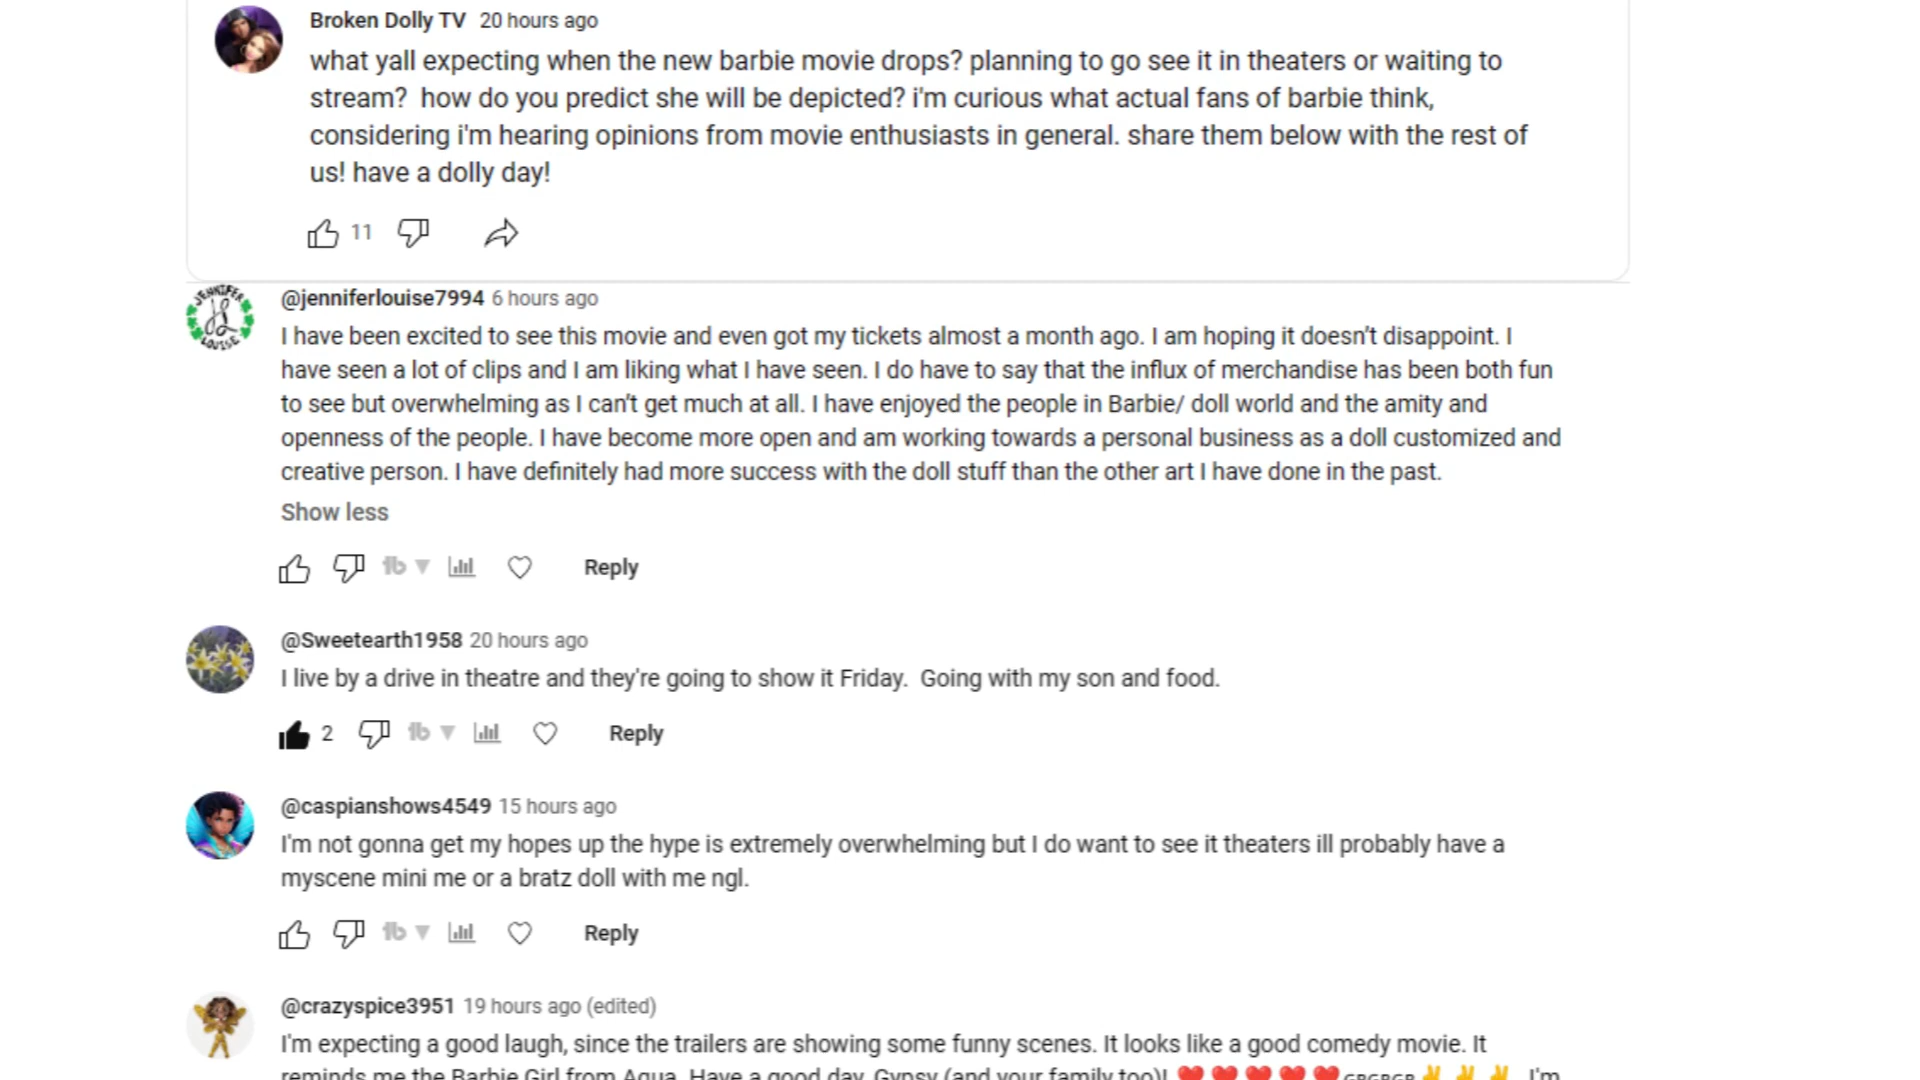 Broken Dolly TV 20 hours ago
what yall expecting when the new barbie movie drops? planning to go see it in theaters or waiting to
stream?  how do you predict she will be depicted? i'm curious what actual fans of barbie think,
considering i'm hearing opinions from movie enthusiasts in general. share them below with the rest of
us! have a dolly day!
11
JENNIFER
JL
LOUISE
@jenniferlouise7994 6 hours ago
I have been excited to see this movie and even got my tickets almost a month ago. I am hoping it doesn't disappoint. I
have seen a lot of clips and I am liking what I have seen. I do have to say that the influx of merchandise has been both fun
to see but overwhelming as I can't get much at all. I have enjoyed the people in Barbie/ doll world and the amity and
openness of the people. I have become more open and am working towards a personal business as a doll customized and
creative person. I have definitely had more success with the doll stuff than the other art I have done in the past.
Show less
Reply
@Sweetearth1958 20 hours ago
I live by a drive in theatre and they're going to show it Friday.  Going with my son and food.
2 Reply
@caspianshows4549 15 hours ago
I'm not gonna get my hopes up the hype is extremely overwhelming but I do want to see it theaters ill probably have a
myscene mini me or a bratz doll with me ngl.
Reply
@crazyspice3951 19 hours ago (edited)
I'm expecting a good laugh, since the trailers are showing some funny scenes. It looks like a good comedy movie. It
reminds me the Barbie Girl from Aqua. Have a good day, Gypsy (and your family too)! ❤️❤️❤️❤️❤️ ✌️✌️✌️ I'm